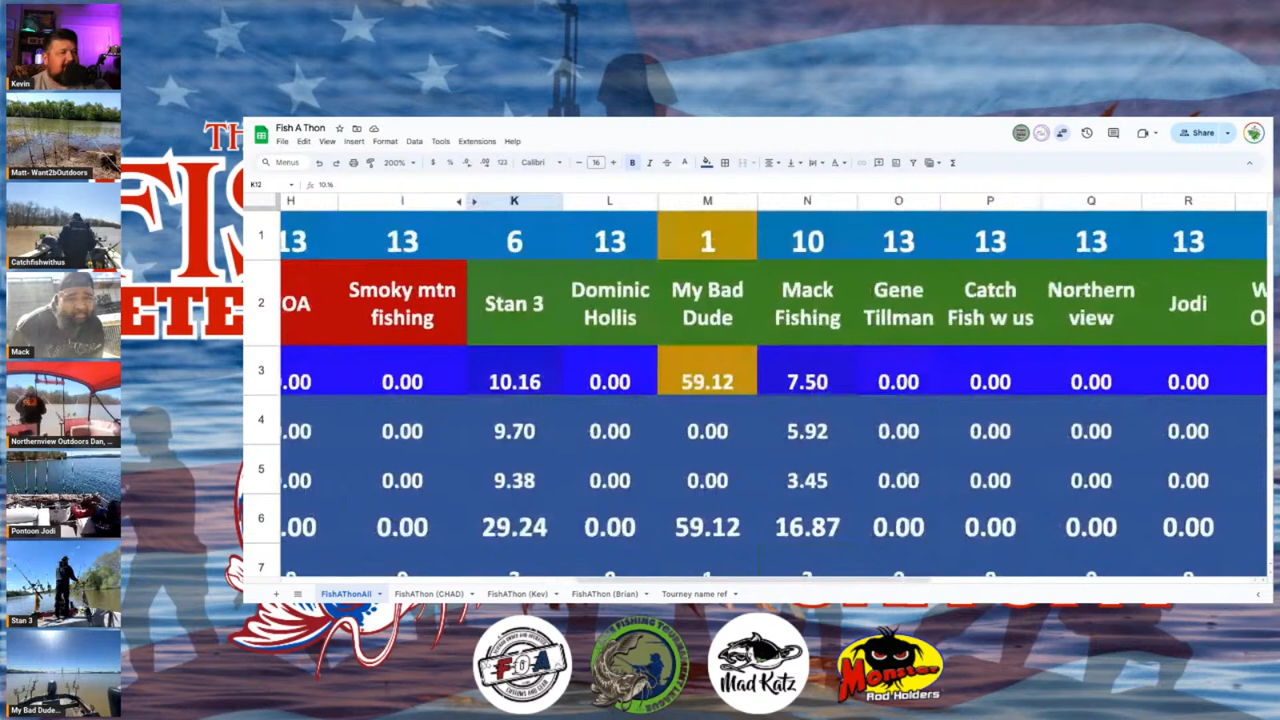 Kevin
Matt- Want2bOutdoors
Catchfishwithus
Mack
Northernview Outdoors Dan, ...
Pontoon Jodi
Stan 3
My Bad Dude...
TH
FIS
ETE
Fish A Thon
File Edit View Insert Format Data Tools Extensions Help
Share
Menus 200% $ % .0 .00 123 Calibri - 16 + B I A
K12 fx 10.16
H I K L M N O P Q R
1 13 13 6 13 1 10 13 13 13 13
2 OA Smoky mtn fishing Stan 3 Dominic Hollis My Bad Dude Mack Fishing Gene Tillman Catch Fish w us Northern view Jodi W O
3 .00 0.00 10.16 0.00 59.12 7.50 0.00 0.00 0.00 0.00
4 .00 0.00 9.70 0.00 0.00 5.92 0.00 0.00 0.00 0.00
5 .00 0.00 9.38 0.00 0.00 3.45 0.00 0.00 0.00 0.00
6 .00 0.00 29.24 0.00 59.12 16.87 0.00 0.00 0.00 0.00
7
+ FishAThonAll FishAThon (CHAD) FishAThon (Kev) FishAThon (Brian) Tourney name ref
FOA
Mad Katz
Monster
Rod Holders